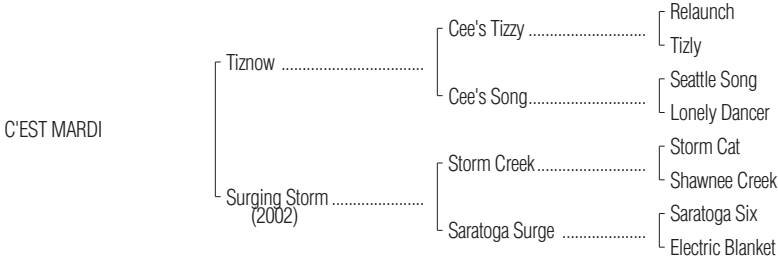 Relaunch
Cee's Tizzy ..............................
Tizly
Tiznow ....................................
Seattle Song
Cee's Song..............................
Lonely Dancer
C'EST MARDI
Storm Cat
Storm Creek............................
Shawnee Creek
Surging Storm ........................
(2002)
Saratoga Six
Saratoga Surge ......................
Electric Blanket